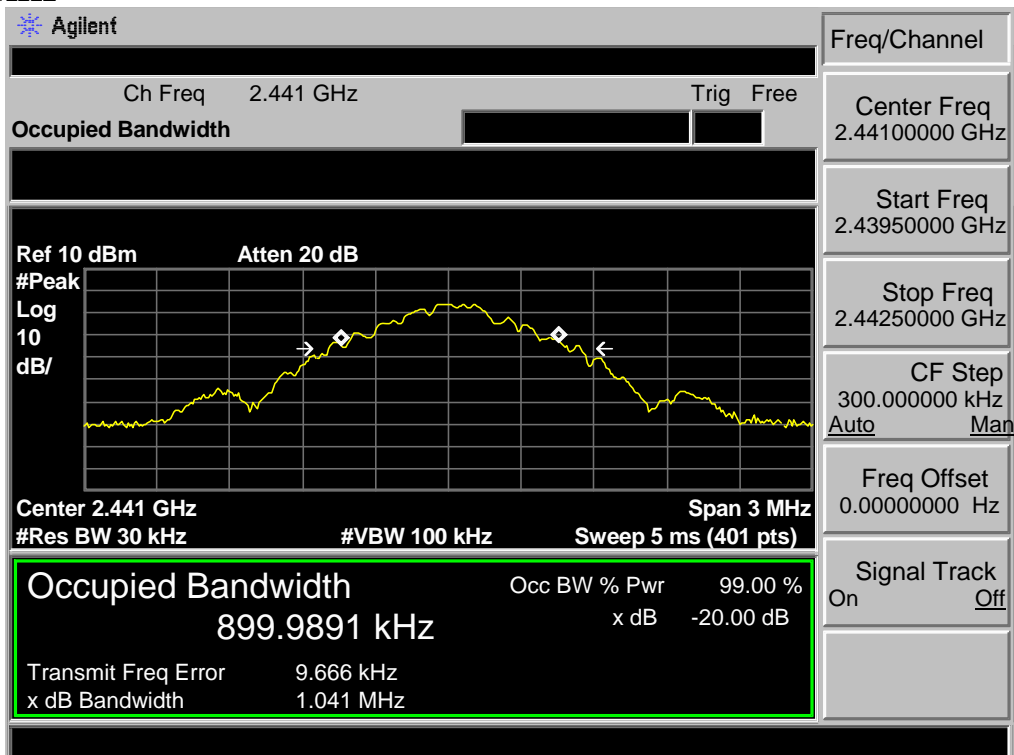 Agilent
Freq/Channel
Ch Freq 2.441 GHz Trig Free
Occupied Bandwidth
Center Freq
2.44100000 GHz
Start Freq
2.43950000 GHz
Ref 10 dBm Atten 20 dB
#Peak
Log
10
dB/
Stop Freq
2.44250000 GHz
CF Step
300.000000 kHz
Auto Man
Freq Offset
0.00000000 Hz
Center 2.441 GHz Span 3 MHz
#Res BW 30 kHz #VBW 100 kHz Sweep 5 ms (401 pts)
Signal Track
On Off
Occupied Bandwidth
899.9891 kHz
Occ BW % Pwr 99.00 %
x dB -20.00 dB
Transmit Freq Error 9.666 kHz
x dB Bandwidth 1.041 MHz